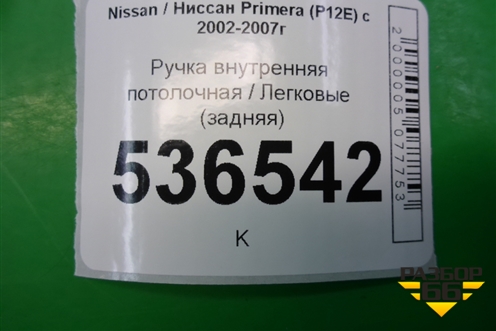 Nissan / Ниссан Primera (P12E) с
2002-2007г
Ручка внутренняя
потолочная / Легковые
(задняя)
536542
К
2000005077753
РАЗБОР
66